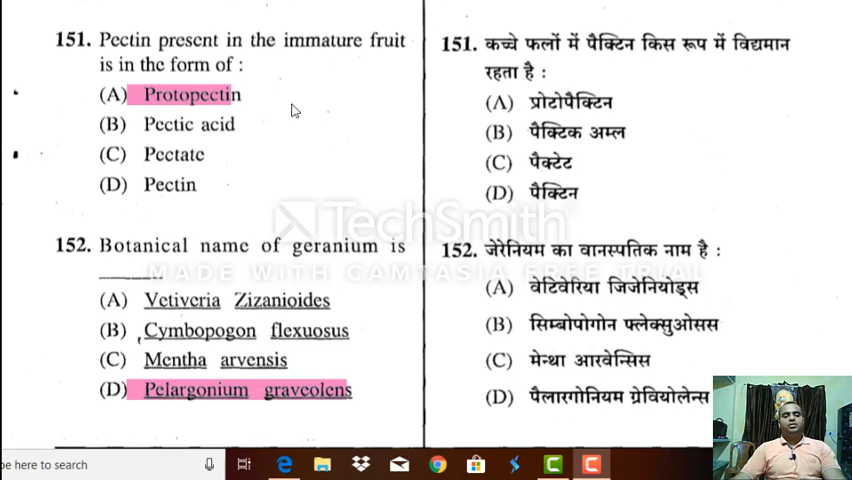 151. Pectin present in the immature fruit
is in the form of :
(A) Protopectin
(B) Pectic acid
(C) Pectate
(D) Pectin
152. Botanical name of geranium is
______
(A) Vetiveria Zizanioides
(B) Cymbopogon flexuosus
(C) Mentha arvensis
(D) Pelargonium graveolens
151. कच्चे फलों में पैक्टिन किस रूप में विद्यमान
रहता है :
(A) प्रोटोपैक्टिन
(B) पैक्टिक अम्ल
(C) पैक्टेट
(D) पैक्टिन
152. जेरेनियम का वानस्पतिक नाम है :
(A) वेटिवेरिया जिजेनियोइड्स
(B) सिम्बोपोगोन फ्लेक्सुओसस
(C) मेन्था आरवेन्सिस
(D) पैलारगोनियम ग्रेवियोलेन्स
TechSmith
MADE WITH CAMTASIA FREE TRIAL
pe here to search